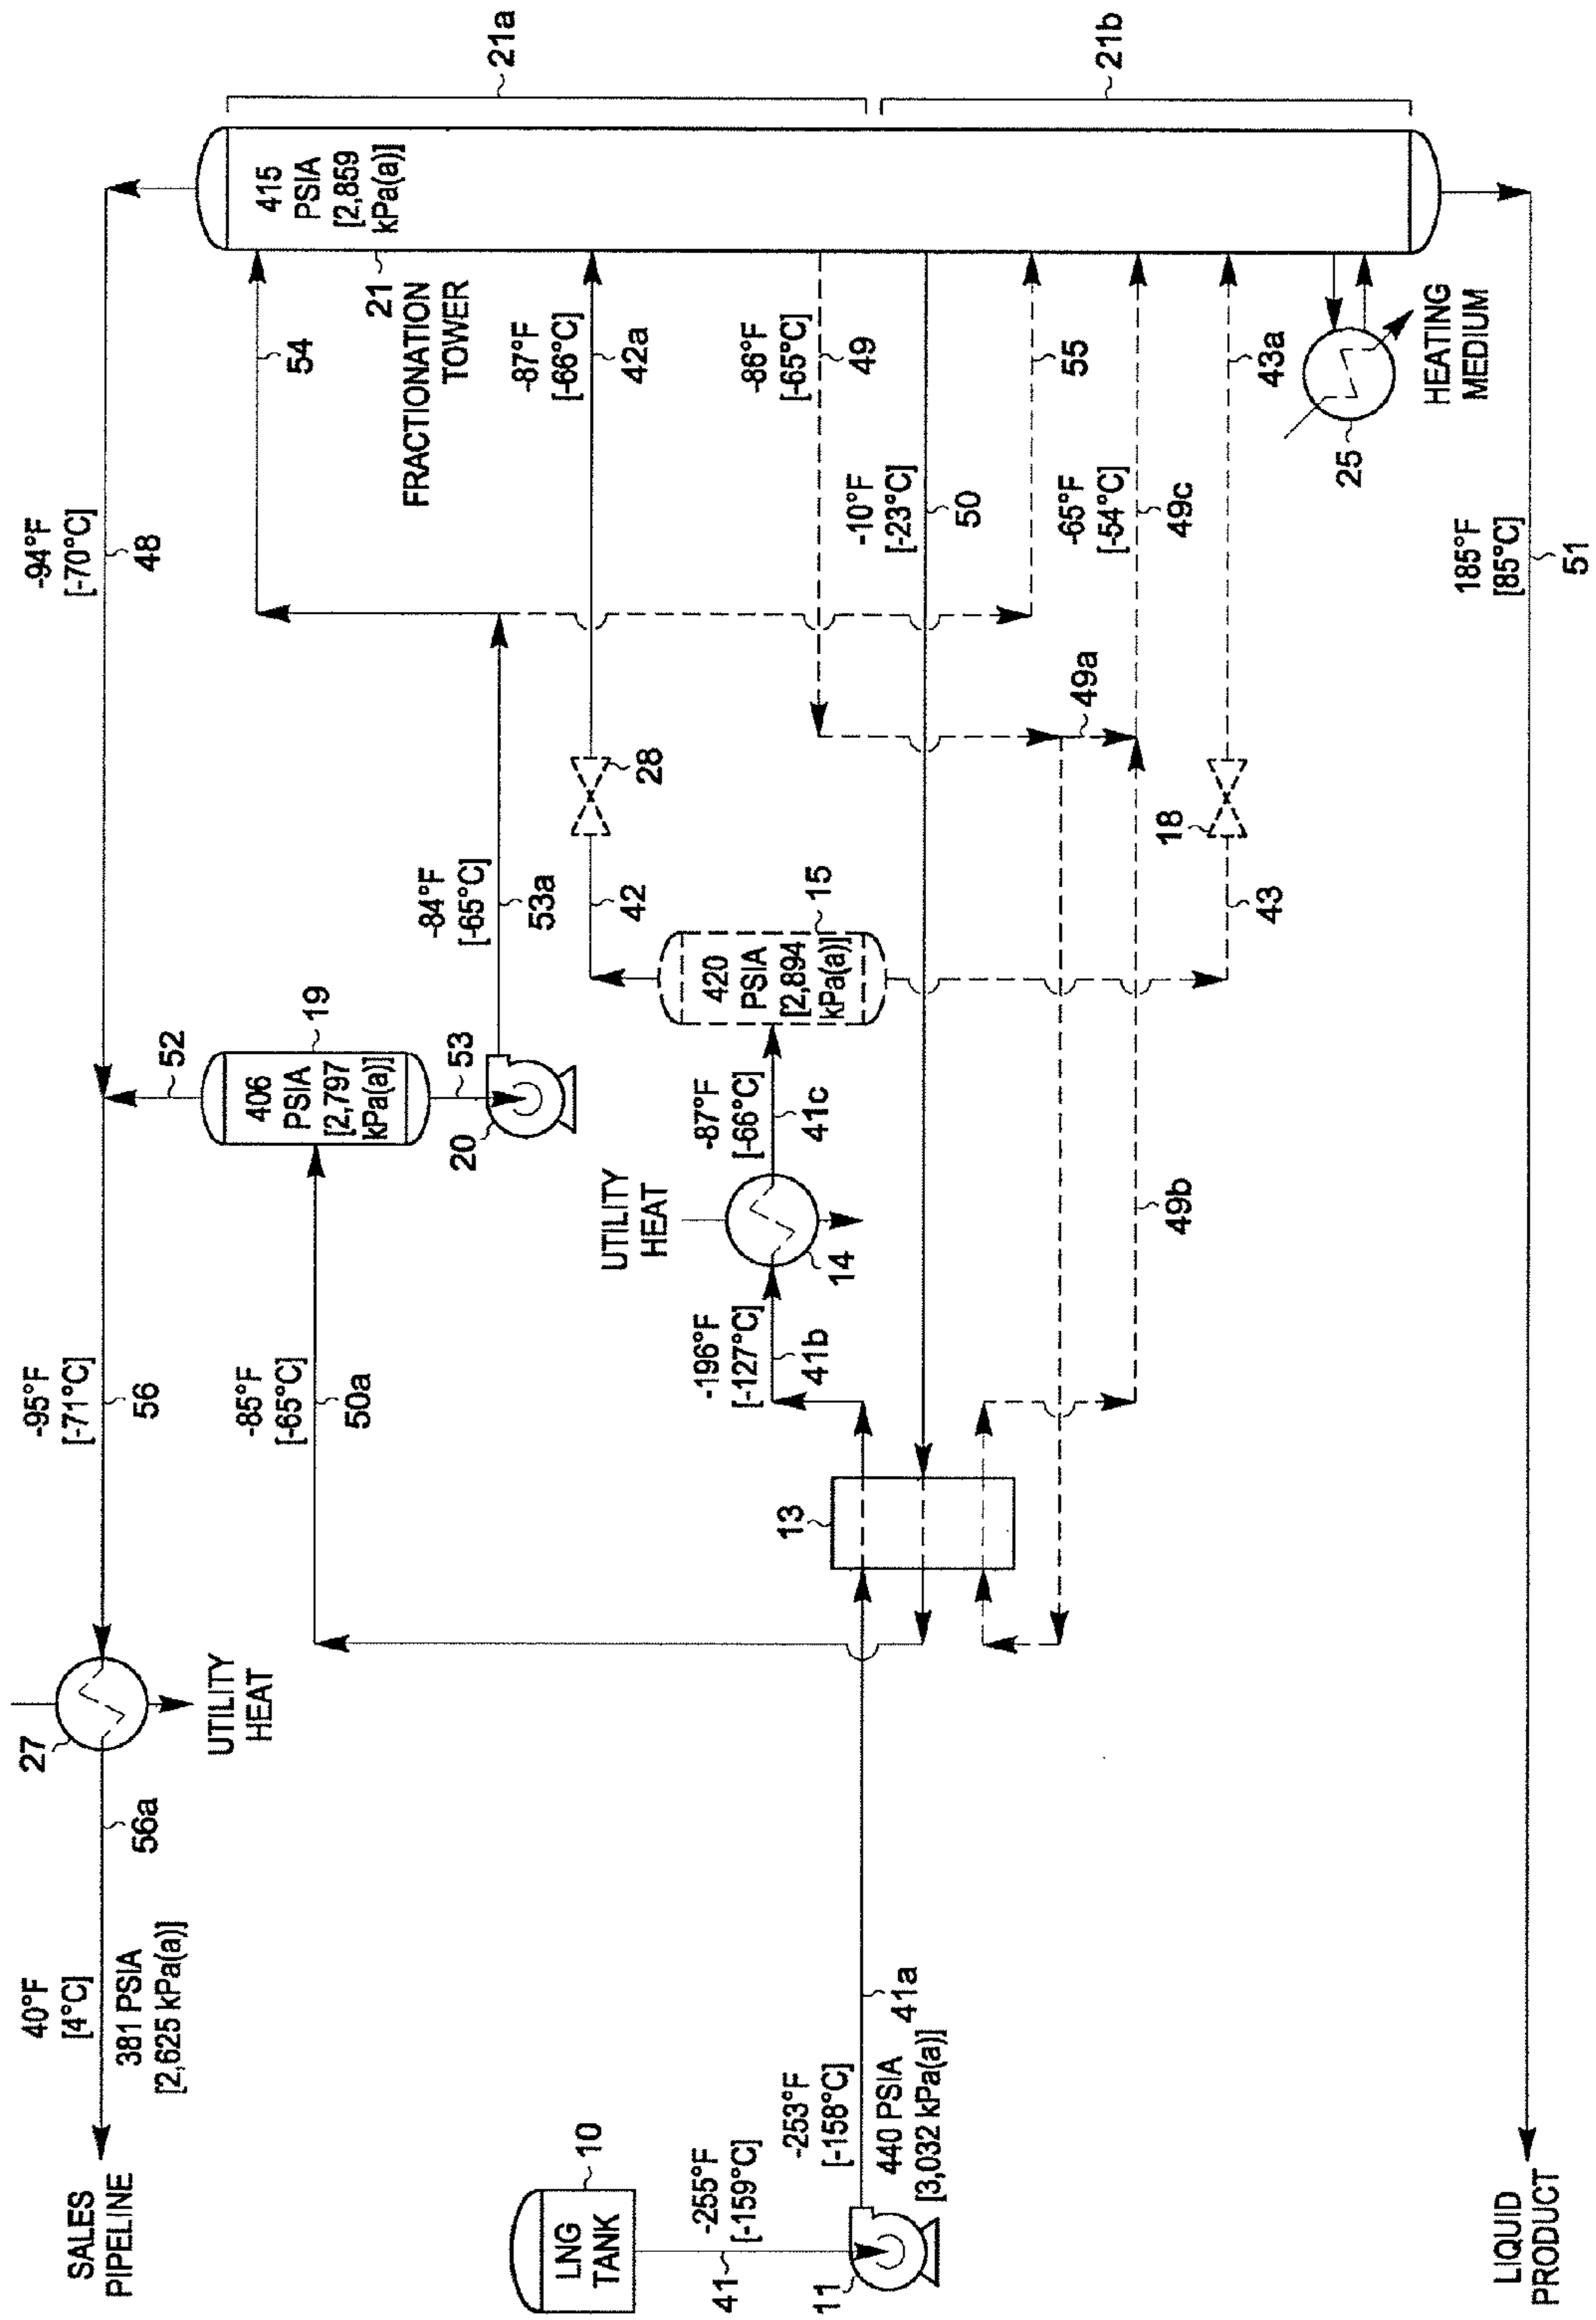 SALES
PIPELINE
40°F
[4°C]
381 PSIA
[2,625 kPa(a)]
56a
27
UTILITY
HEAT
-95°F
[-71°C]
56
-94°F
[-70°C]
48
52
19
406
PSIA
[2,797
kPa(a)]
53
20
-85°F
[-65°C]
50a
-84°F
[-65°C]
53a
54
21
FRACTIONATION
TOWER
415
PSIA
[2,859
kPa(a)]
21a
21b
LNG
TANK
10
-255°F
[-159°C]
41
11
-253°F
[-158°C]
41a
440 PSIA
[3,032 kPa(a)]
13
-196°F
[-127°C]
41b
UTILITY
HEAT
14
-87°F
[-66°C]
41c
420
PSIA
[2,894
kPa(a)]
15
42
28
-87°F
[-66°C]
42a
-86°F
[-65°C]
49
-10°F
[-23°C]
50
55
49a
-65°F
[-54°C]
49c
49b
43
18
43a
25
HEATING
MEDIUM
185°F
[85°C]
51
LIQUID
PRODUCT